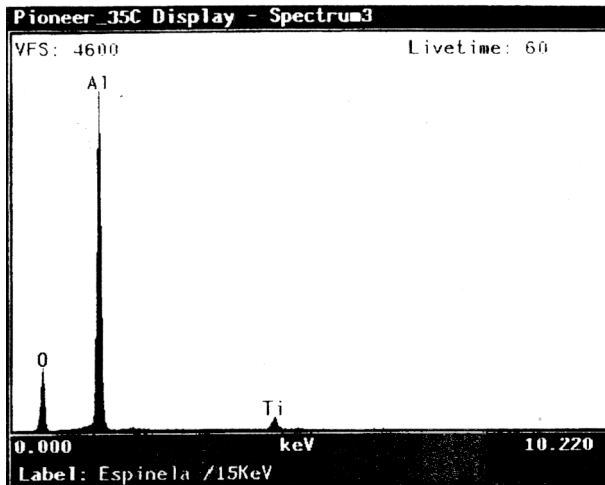 Pioneer_35C Display - Spectrum3
VFS: 4600 Livetime: 60
Al
O
Ti
0.000 keV 10.220
Label: Espinela /15KeV